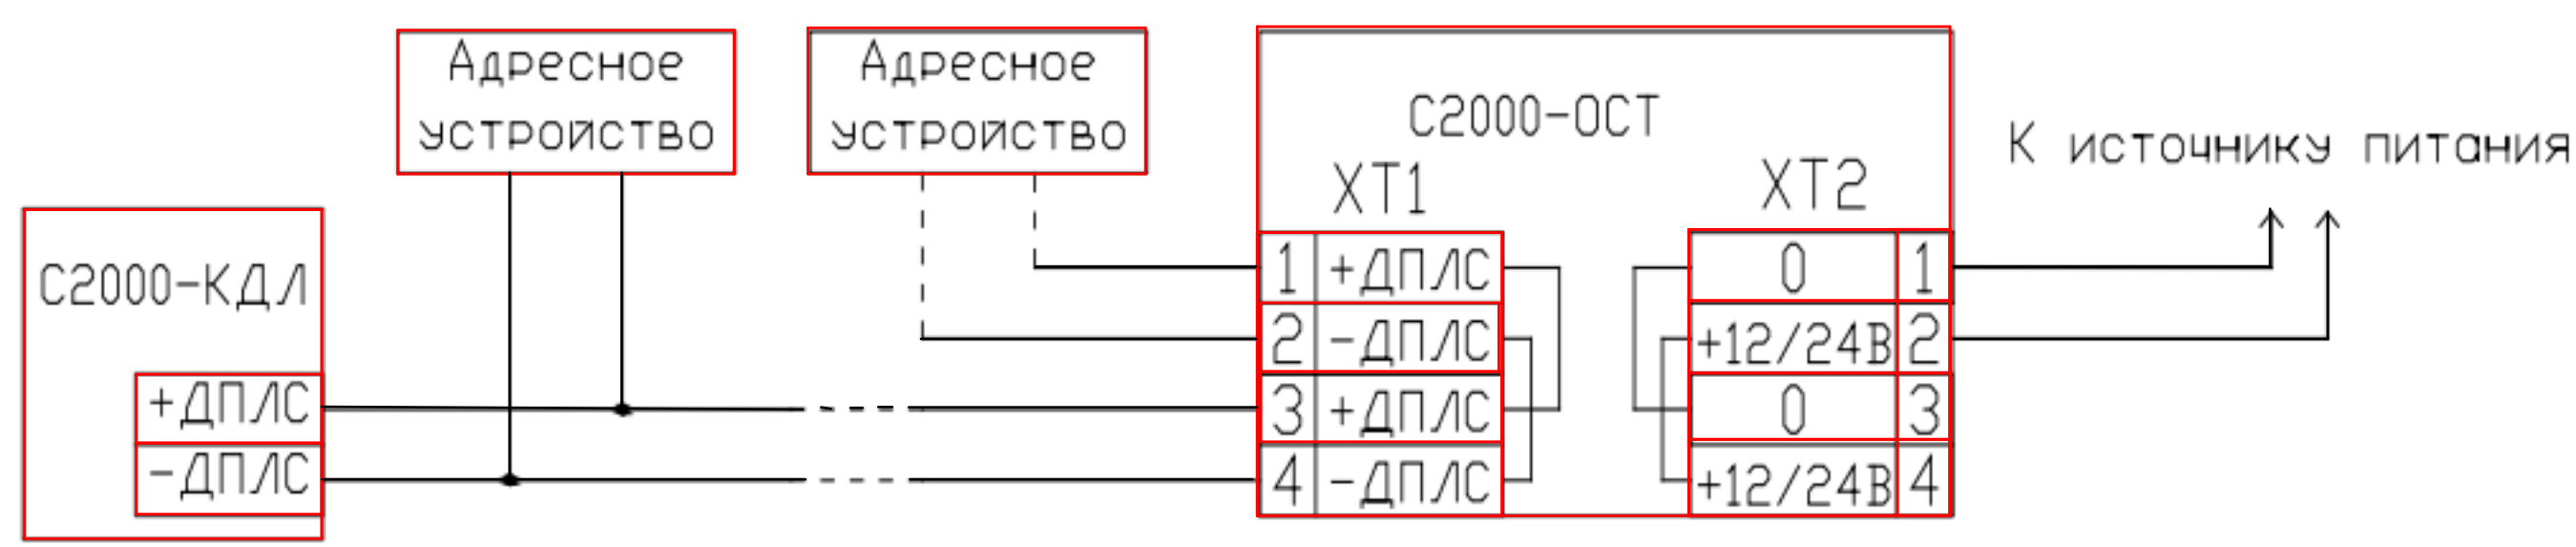 Адресное
устройство
Адресное
устройство
С2000-ОСТ
К источнику питания
ХТ1
ХТ2
С2000-КДЛ
1 +ДПЛС
0 1
2 -ДПЛС
+12/24В 2
+ДПЛС
3 +ДПЛС
0 3
-ДПЛС
4 -ДПЛС
+12/24В 4